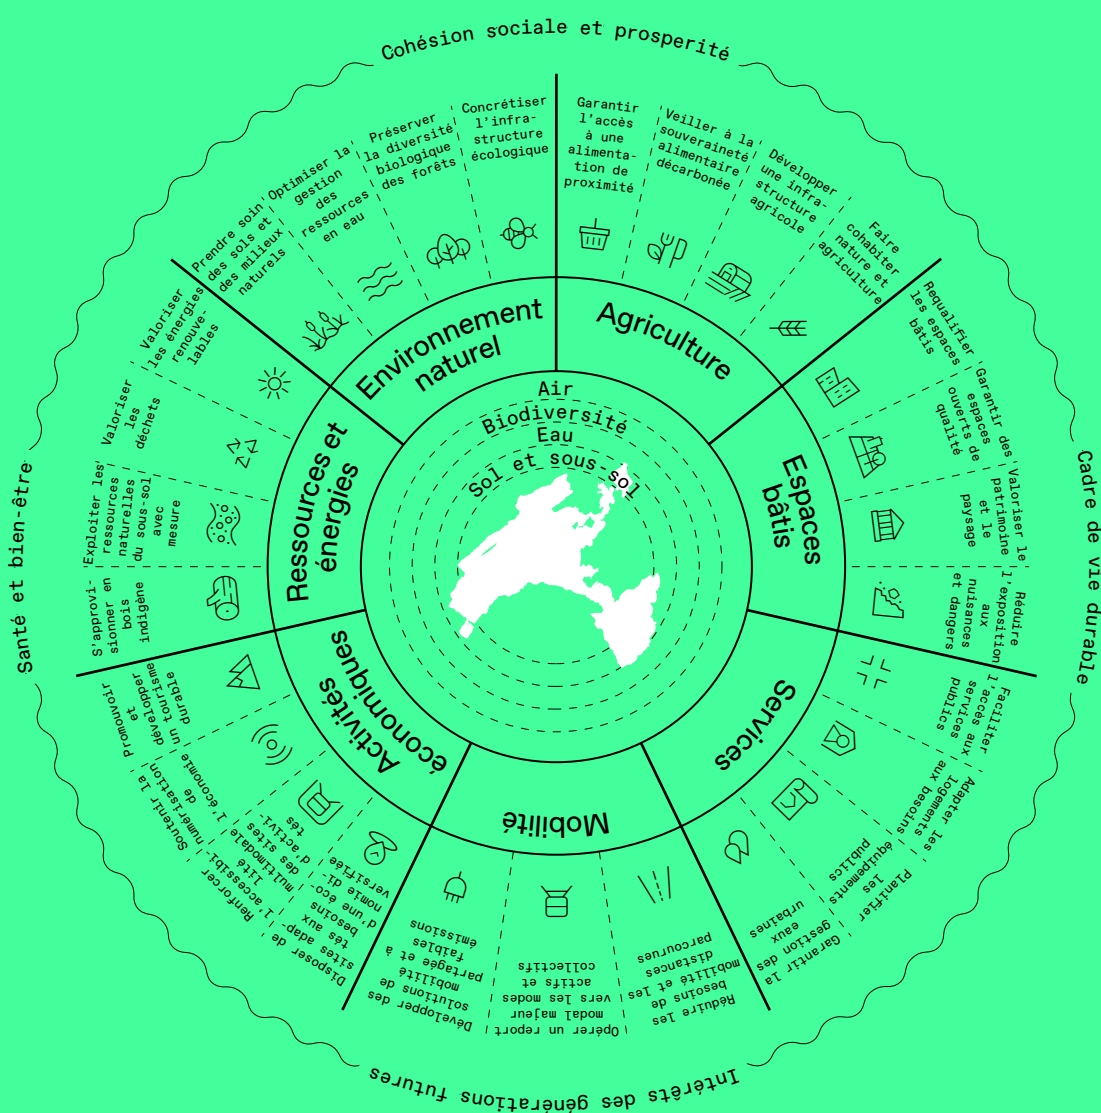 Cohésion sociale et prosperité
Cadre de vie durable
Intérêts des générations futures
Santé et bien-être
Air
Biodiversité
Eau
Sol et sous-sol
Environnement
naturel
Prendre soin
des sols et
des milieux
naturels
Optimiser la
gestion
des
ressources
en eau
Préserver
la diversité
biologique
des forêts
Concrétiser
l'infra-
structure
écologique
Agriculture
Garantir
l'accès
à une
alimenta-
tion de
proximité
Veiller à la
souveraineté
alimentaire
décarbonée
Développer
une infra-
structure
agricole
Faire
cohabiter
nature et
agriculture
Espaces
bâtis
Requalifier
les espaces
bâtis
Garantir des
espaces
ouverts de
qualité
Valoriser le
patrimoine
et le
paysage
Réduire
l'exposition
aux
nuisances
et dangers
Services
Faciliter
l'accès aux
services
publics
Adapter les
logements
aux besoins
Planifier
les
équipements
publics
Garantir la
gestion des
eaux
urbaines
Mobilité
Réduire les
besoins de
mobilité et les
distances
parcourues
Opérer un report
modal majeur
vers les modes
actifs et
collectifs
Développer des
solutions de
mobilité
partagée et à
faibles
émissions
Activités
économiques
Disposer de
sites adap-
tés aux
besoins
d'une éco-
nomie di-
versifiée
Renforcer
l'accessibi-
lité
multimodale
des sites
d'activi-
tés
Soutenir la
numérisation
de
l'économie
Promouvoir
et
développer
un tourisme
durable
Ressources et
énergies
S'approvi-
sionner en
bois
indigène
Exploiter les
ressources
naturelles
du sous-sol
avec
mesure
Valoriser
les
déchets
Valoriser
les énergies
renouve-
lables